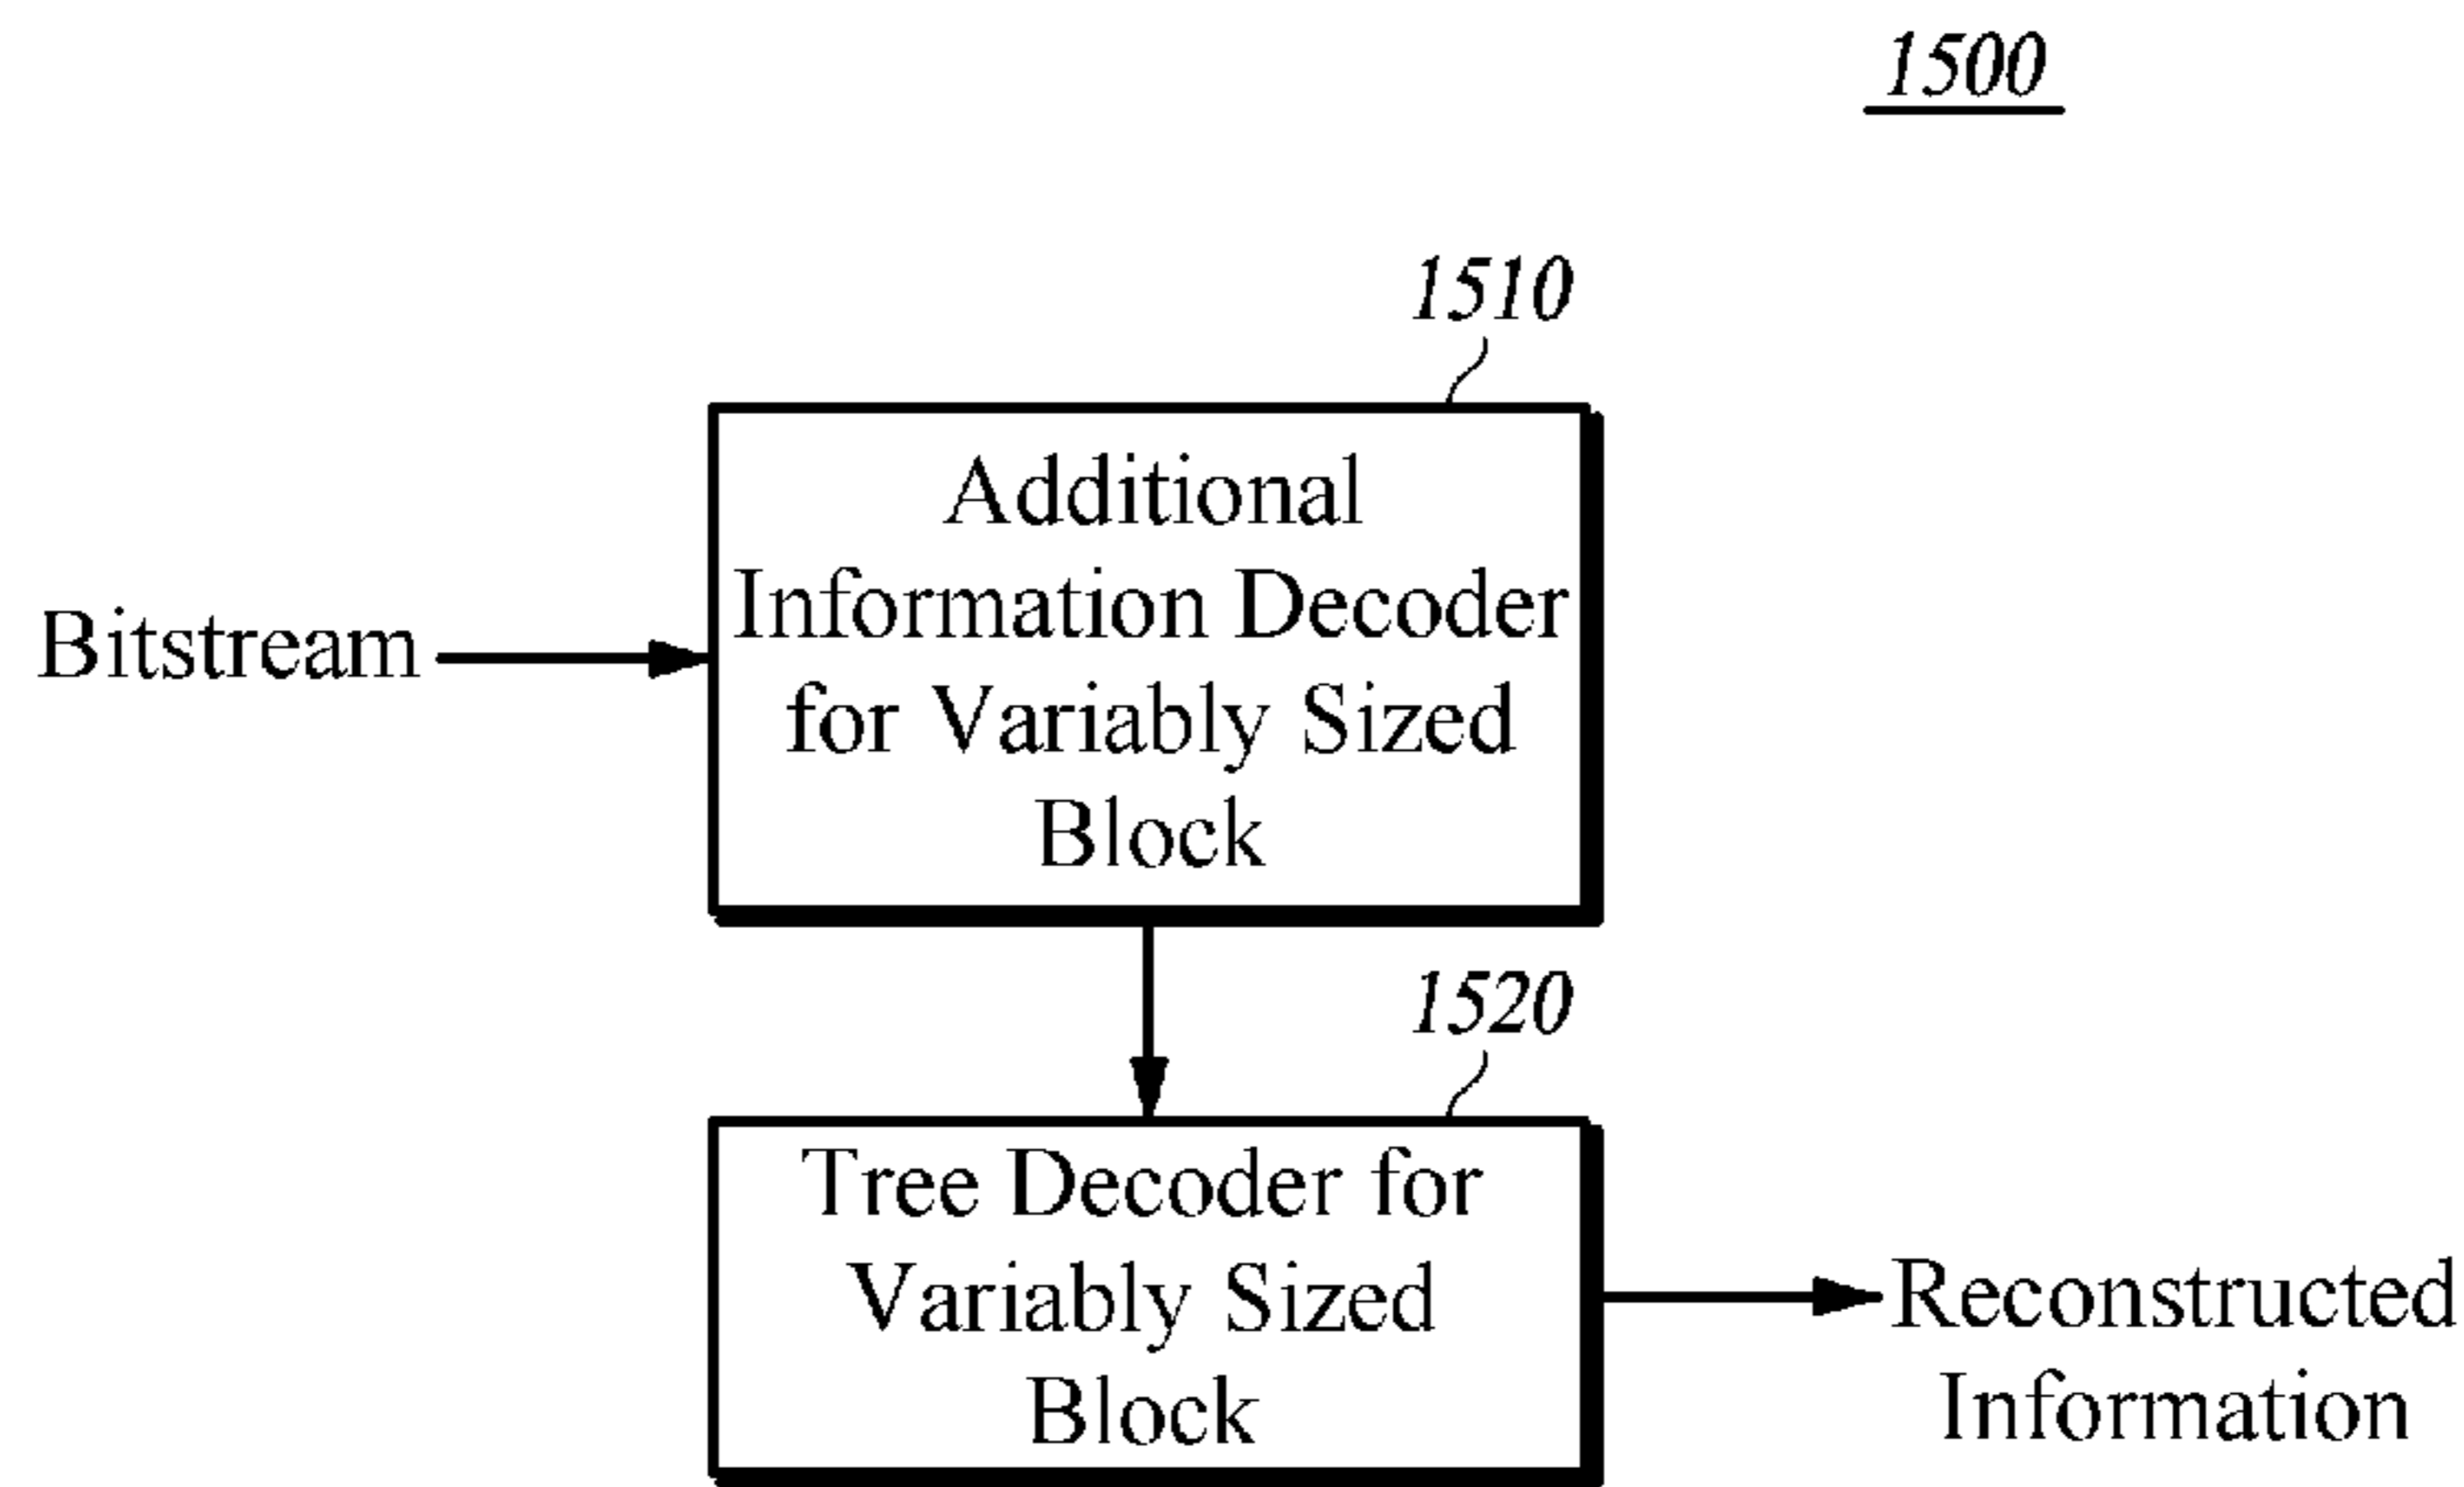 1500
1510
Additional
Information Decoder
for Variably Sized
Block
Bitstream
1520
Tree Decoder for
Variably Sized
Block
Reconstructed
Information